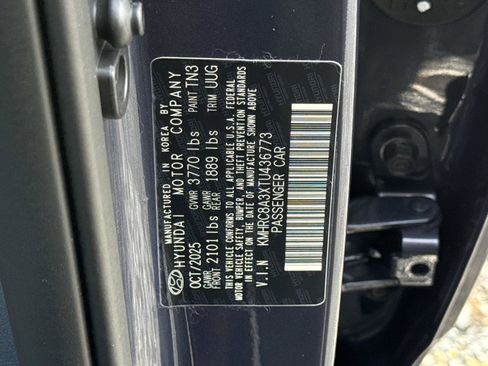 MANUFACTURED IN KOREA BY
HYUNDAI MOTOR COMPANY
OCT/2025 GVWR 3770 lbs PAINT TN3
GAWR FRONT 2101 lbs GAWR REAR 1889 lbs TRIM UUG
THIS VEHICLE CONFORMS TO ALL APPLICABLE U.S.A. FEDERAL
MOTOR VEHICLE SAFETY, BUMPER, AND THEFT PREVENTION
STANDARDS IN EFFECT ON THE DATE OF MANUFACTURE SHOWN ABOVE
V.I.N KMHRC8A3XTU436773
PASSENGER CAR